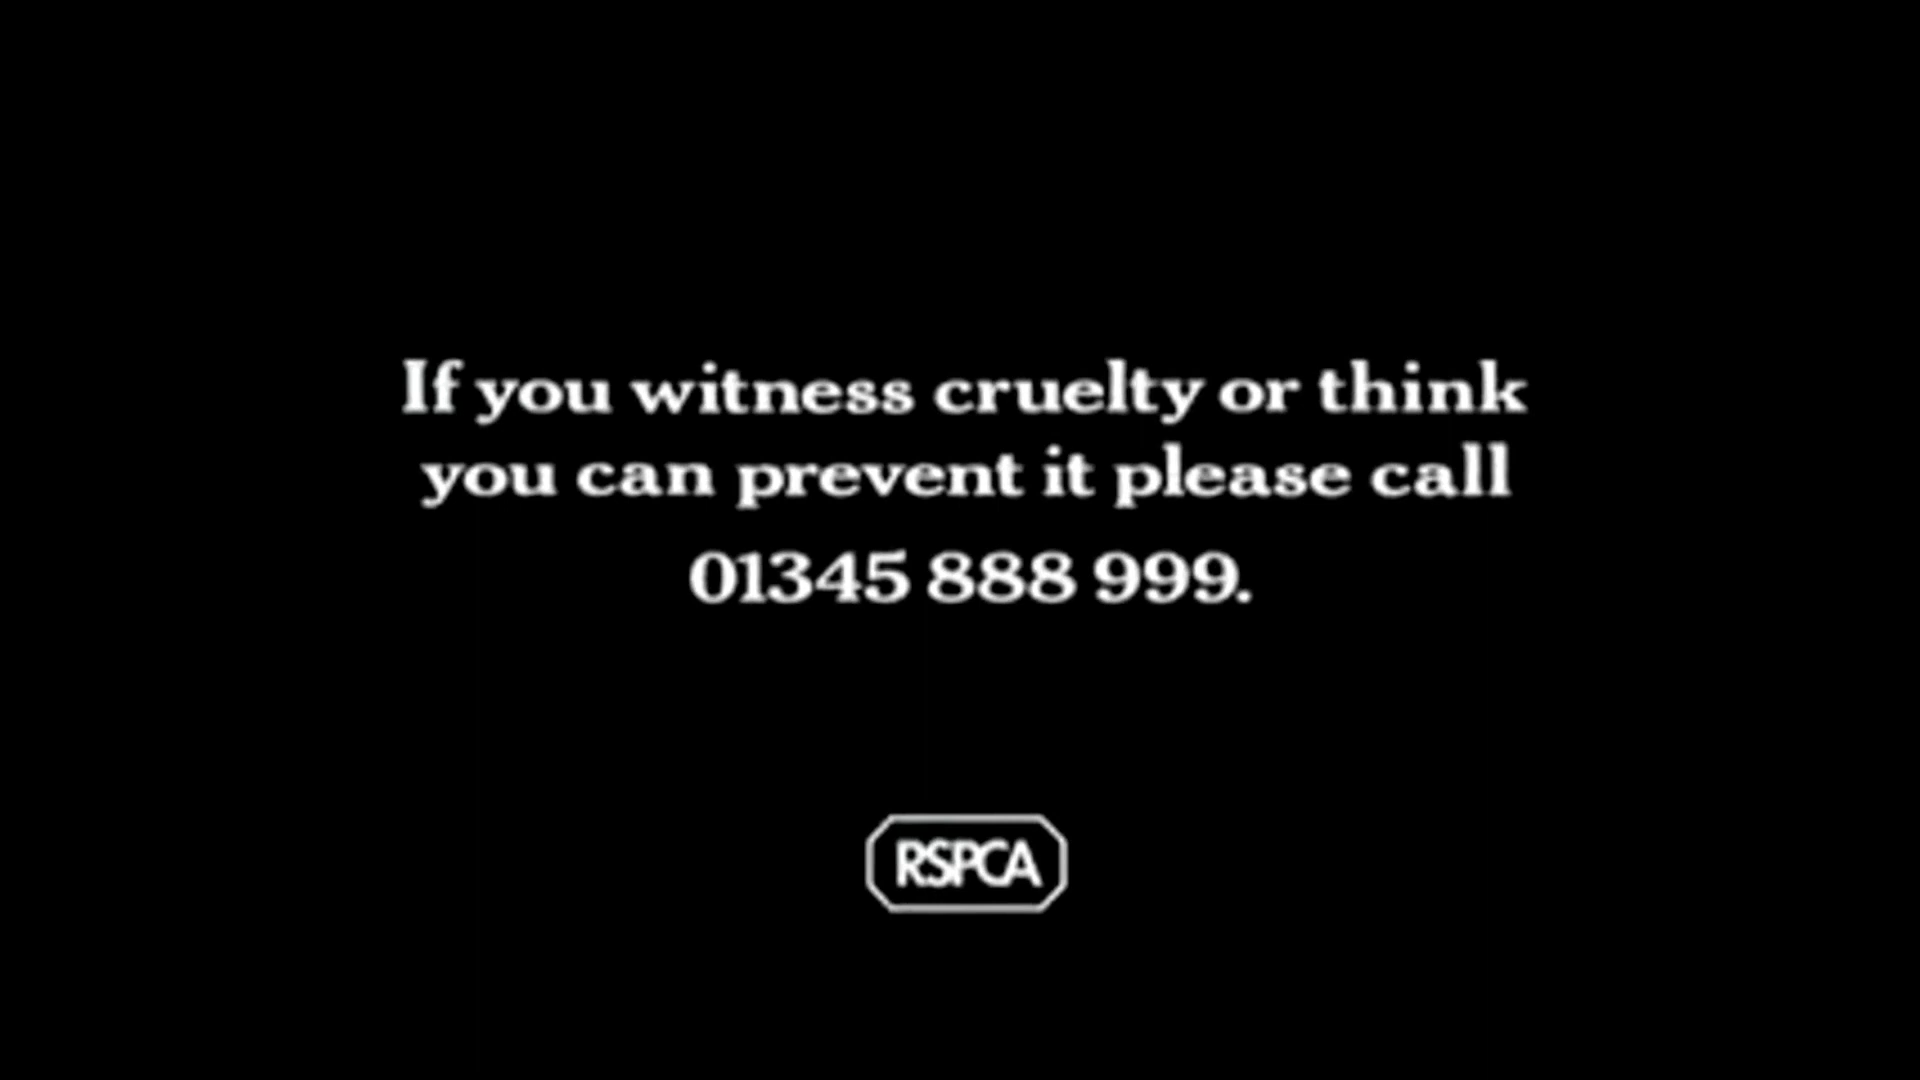 If you witness cruelty or think
you can prevent it please call
01345 888 999.
RSPCA